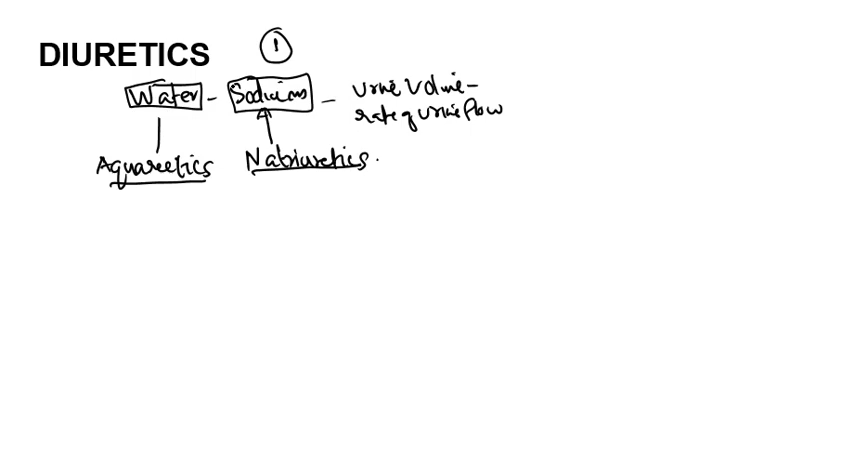 ①
DIURETICS
Water - Sodium - Urine Volume -
rate of urine flow
Aquaretics Natriuretics.